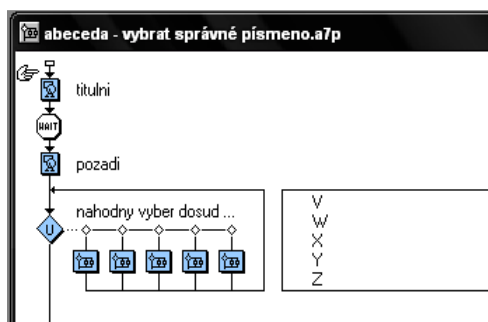 abeceda - vybrat správné písmeno.a7p
titulni
WAIT
pozadi
nahodny vyber dosud ...
U
V
W
X
Y
Z